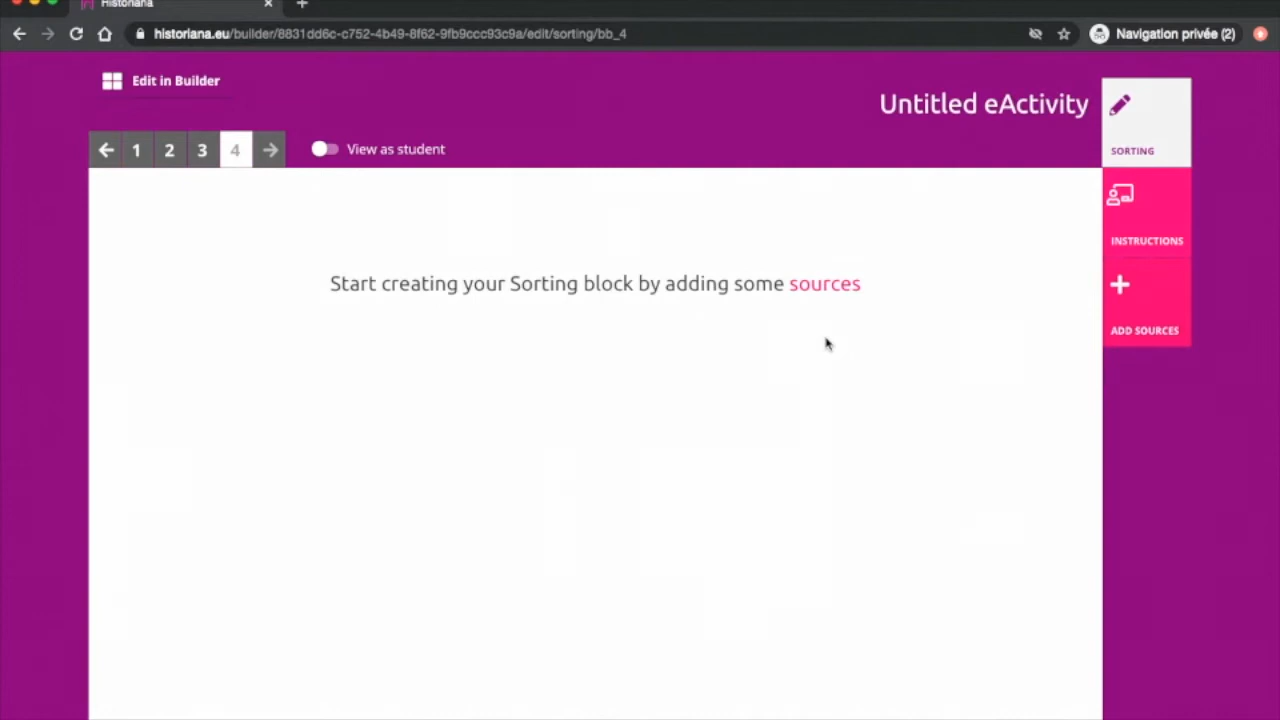 Historiana
historiana.eu/builder/8831dd6c-c752-4b49-8f62-9fb9ccc93c9a/edit/sorting/bb_4
Navigation privée (2)
Edit in Builder
Untitled eActivity
1 2 3 4
View as student
SORTING
INSTRUCTIONS
ADD SOURCES
Start creating your Sorting block by adding some sources